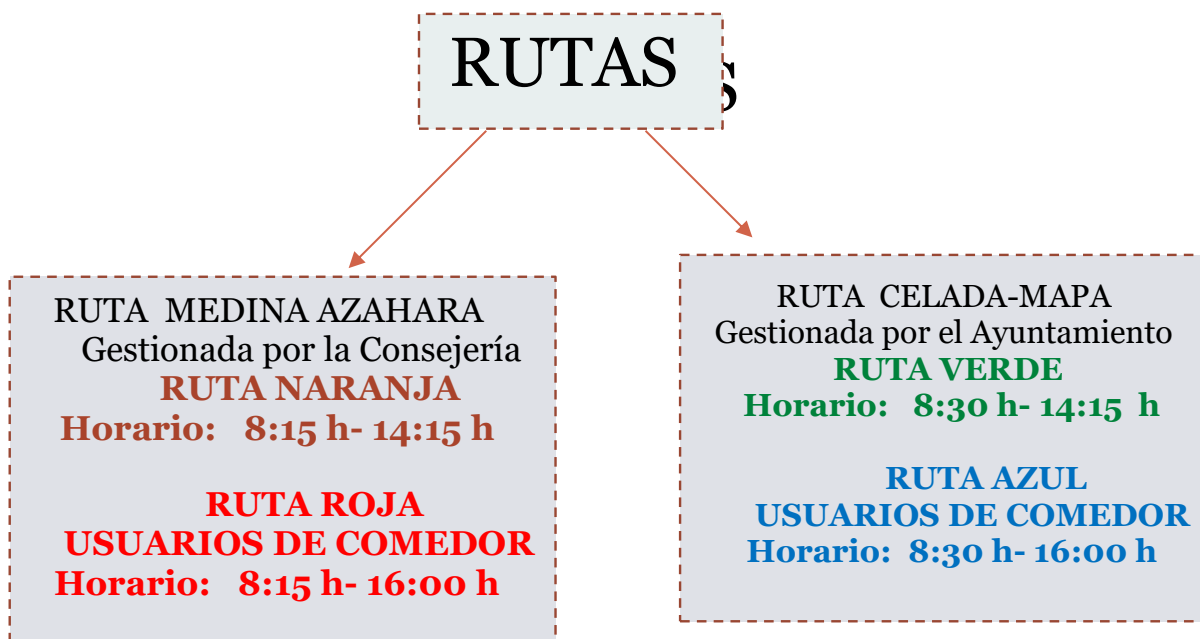 RUTAS
RUTA MEDINA AZAHARA
Gestionada por la Consejería
RUTA NARANJA
Horario: 8:15 h- 14:15 h
RUTA ROJA
USUARIOS DE COMEDOR
Horario: 8:15 h- 16:00 h
RUTA CELADA-MAPA
Gestionada por el Ayuntamiento
RUTA VERDE
Horario: 8:30 h- 14:15 h
RUTA AZUL
USUARIOS DE COMEDOR
Horario: 8:30 h- 16:00 h